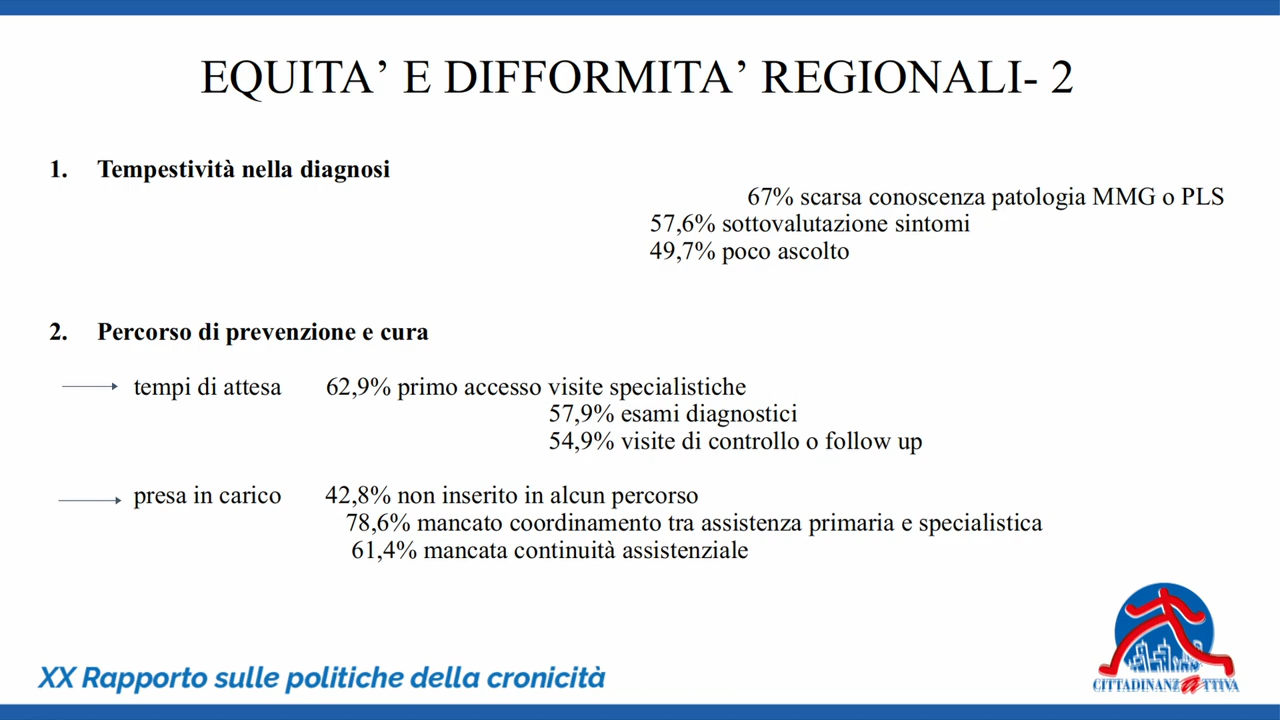 EQUITA’ E DIFFORMITA’ REGIONALI- 2
1. Tempestività nella diagnosi
67% scarsa conoscenza patologia MMG o PLS
57,6% sottovalutazione sintomi
49,7% poco ascolto
2. Percorso di prevenzione e cura
tempi di attesa 62,9% primo accesso visite specialistiche
57,9% esami diagnostici
54,9% visite di controllo o follow up
presa in carico 42,8% non inserito in alcun percorso
78,6% mancato coordinamento tra assistenza primaria e specialistica
61,4% mancata continuità assistenziale
XX Rapporto sulle politiche della cronicità
CITTADINANZaTTIVA